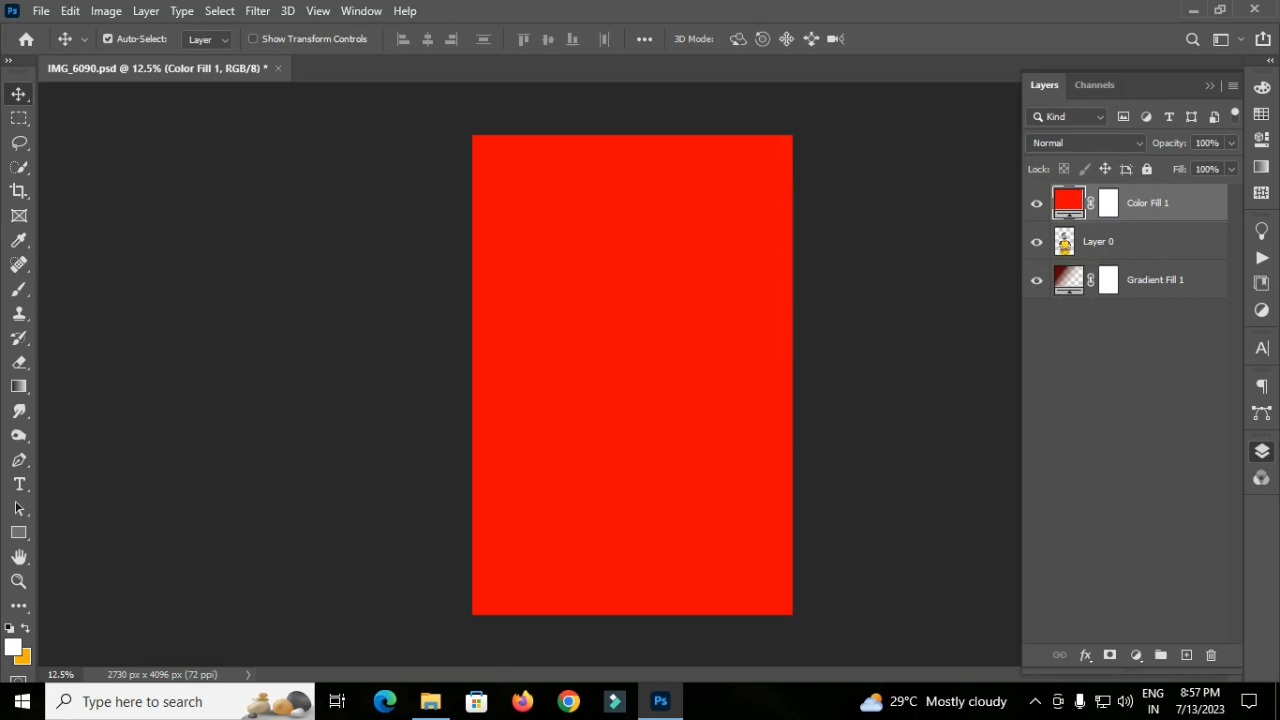 Ps File Edit Image Layer Type Select Filter 3D View Window Help
Auto-Select: Layer Show Transform Controls 3D Mode:
IMG_6090.psd @ 12.5% (Color Fill 1, RGB/8) *
Layers Channels
Kind
Normal Opacity: 100%
Lock: Fill: 100%
Color Fill 1
Layer 0
Gradient Fill 1
12.5% 2730 px x 4096 px (72 ppi)
Type here to search Ps 29°C Mostly cloudy ENG IN 8:57 PM 7/13/2023